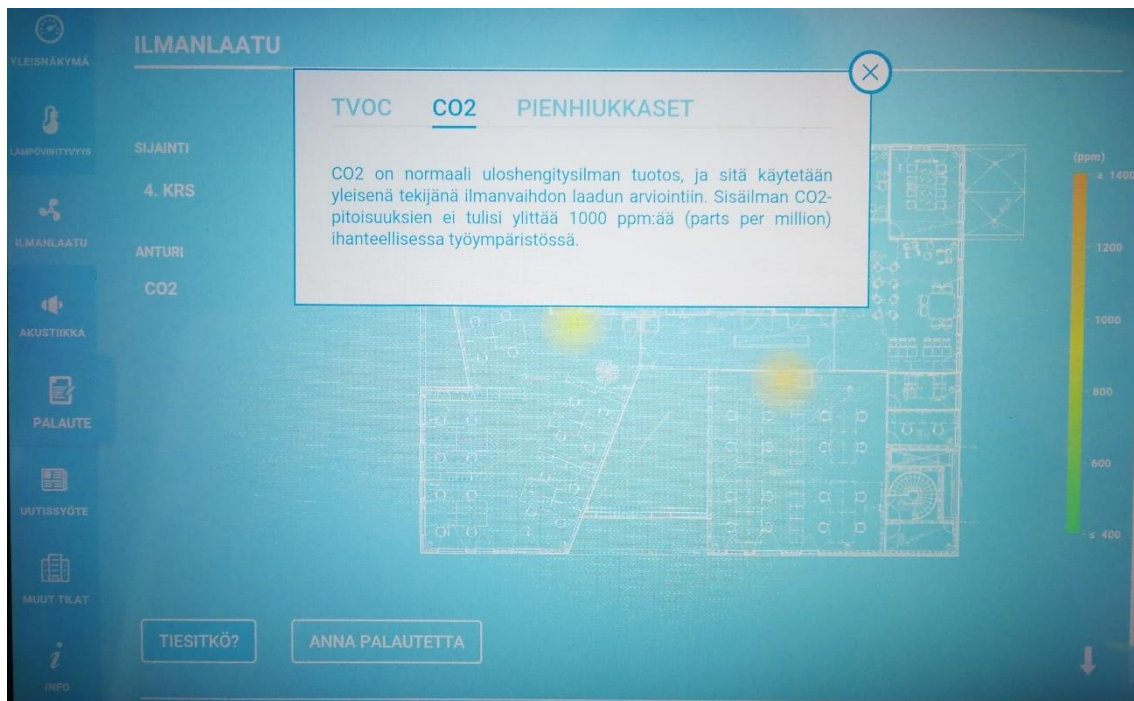 YLEISNÄKYMÄ
LÄMPÖVIIHTYVYYS
ILMANLAATU
AKUSTIIKKA
PALAUTE
UUTISSYÖTE
MUUT TILAT
INFO
ILMANLAATU
SIJAINTI
4. KRS
ANTURI
CO2
TVOC CO2 PIENHIUKKASET
CO2 on normaali uloshengitysilman tuotos, ja sitä käytetään
yleisenä tekijänä ilmanvaihdon laadun arviointiin. Sisäilman CO2-
pitoisuuksien ei tulisi ylittää 1000 ppm:ää (parts per million)
ihanteellisessa työympäristössä.
(ppm)
≥ 1400
1200
1000
800
600
≤ 400
TIESITKÖ?
ANNA PALAUTETTA